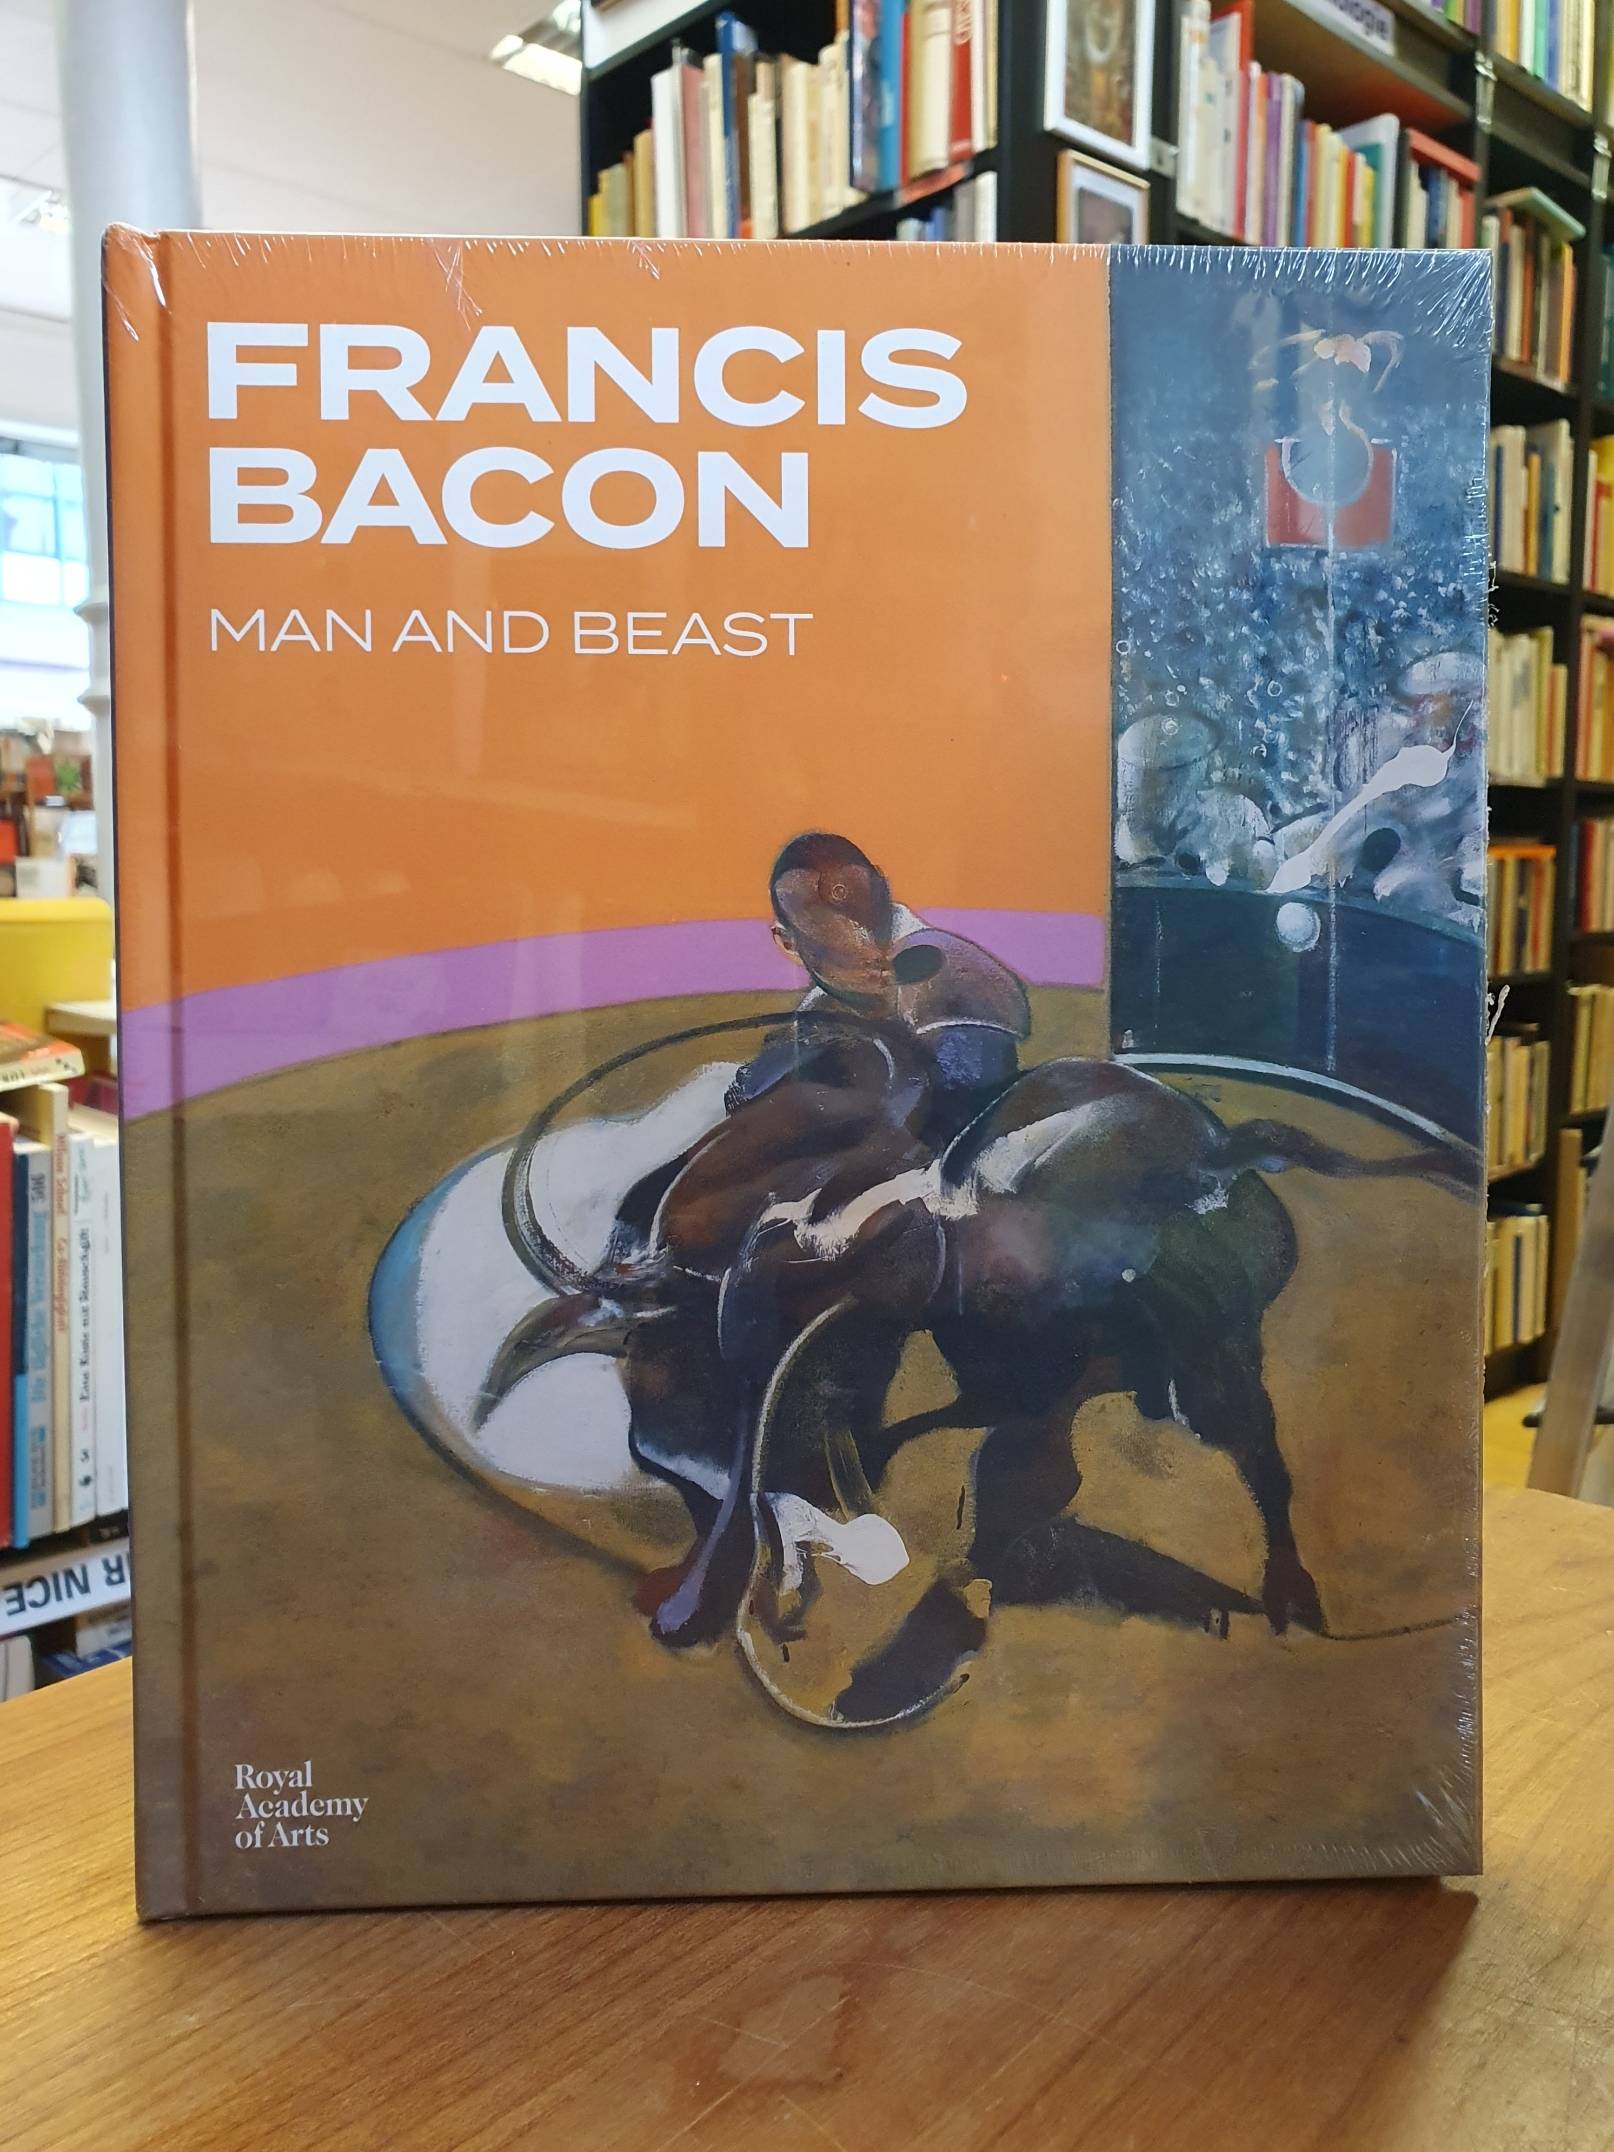 FRANCIS
BACON
MAN AND BEAST
Royal
Academy
of Arts